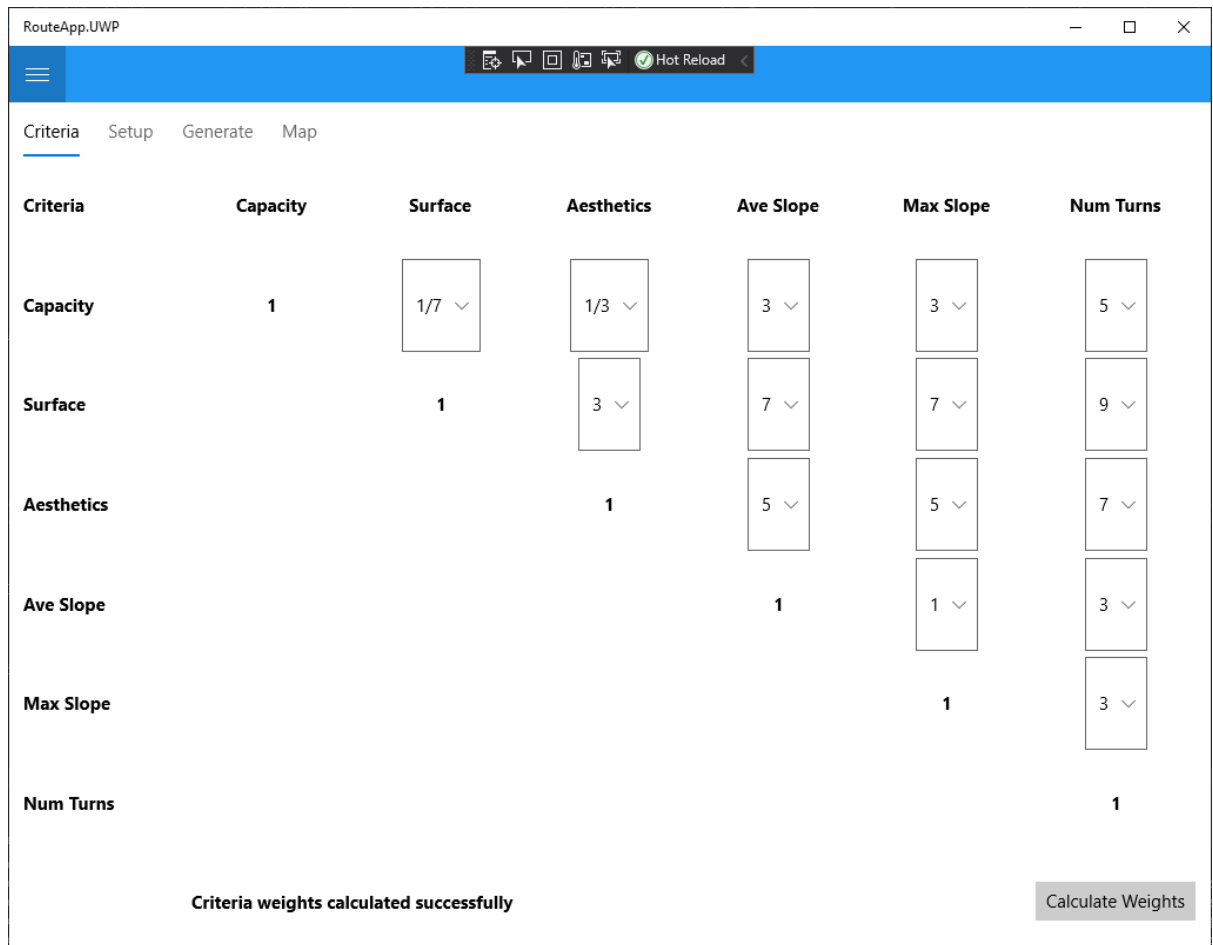 RouteApp.UWP
Hot Reload
Criteria Setup Generate Map
Criteria Capacity Surface Aesthetics Ave Slope Max Slope Num Turns
Capacity 1 1/7 1/3 3 3 5
Surface 1 3 7 7 9
Aesthetics 1 5 5 7
Ave Slope 1 1 3
Max Slope 1 3
Num Turns 1
Criteria weights calculated successfully Calculate Weights